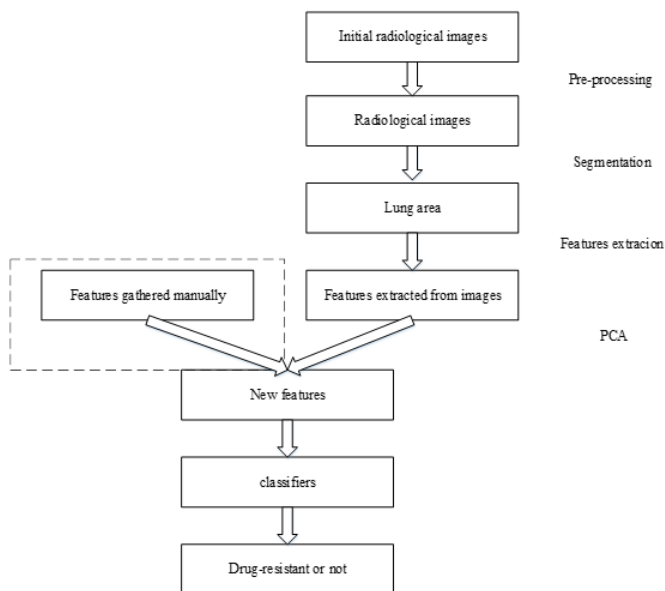 Initial radiological images
Pre-processing
Radiological images
Segmentation
Lung area
Features extracion
Features gathered manually
Features extracted from images
PCA
New features
classifiers
Drug-resistant or not